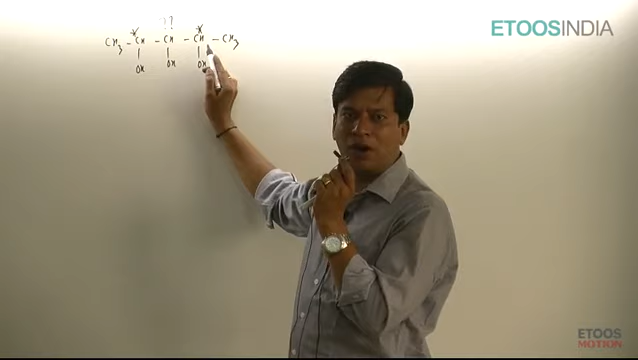 ??
CH3 - *CH - CH - *CH - CH3
OH OH OH
ETOOSINDIA
ETOOS
MOTION